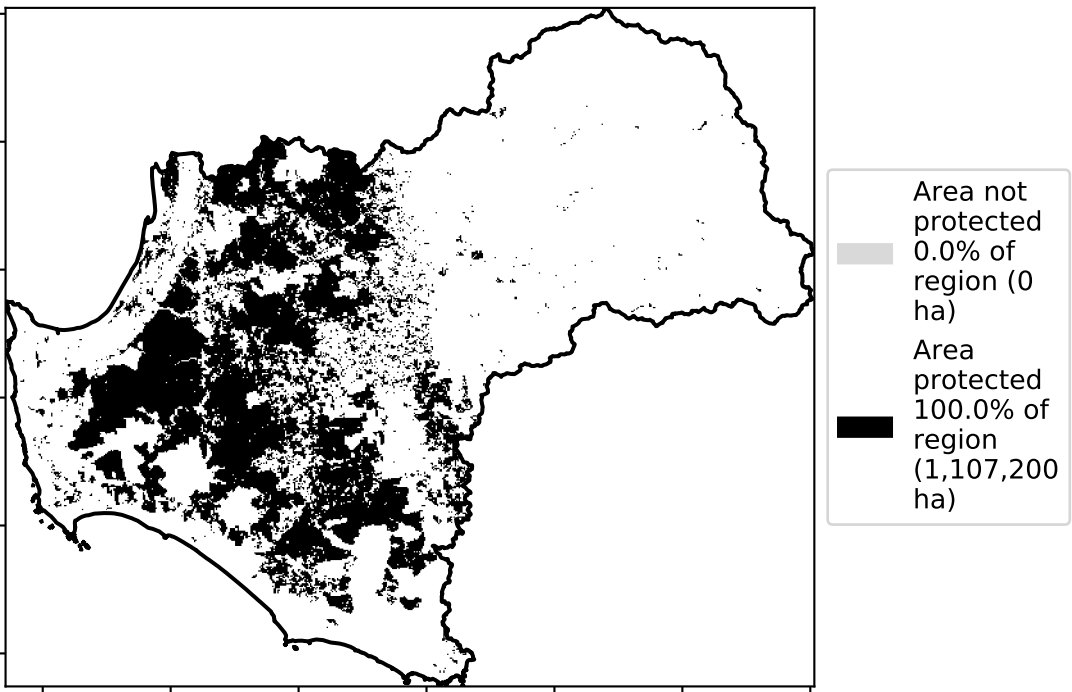 Area not
protected
0.0% of
region (0
ha)
Area
protected
100.0% of
region
(1,107,200
ha)